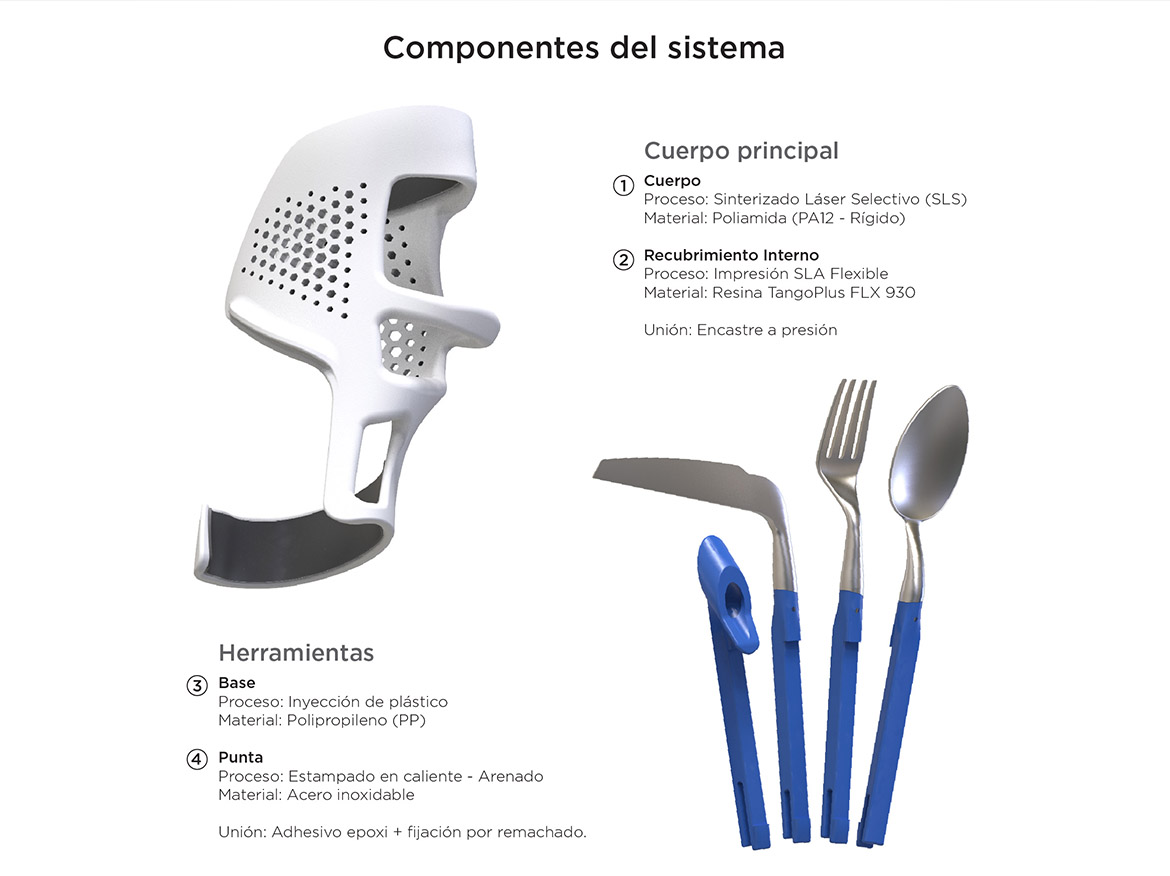 Componentes del sistema
Cuerpo principal
1 Cuerpo
Proceso: Sinterizado Láser Selectivo (SLS)
Material: Poliamida (PA12 - Rígido)
2 Recubrimiento Interno
Proceso: Impresión SLA Flexible
Material: Resina TangoPlus FLX 930
Unión: Encastre a presión
Herramientas
3 Base
Proceso: Inyección de plástico
Material: Polipropileno (PP)
4 Punta
Proceso: Estampado en caliente - Arenado
Material: Acero inoxidable
Unión: Adhesivo epoxi + fijación por remachado.